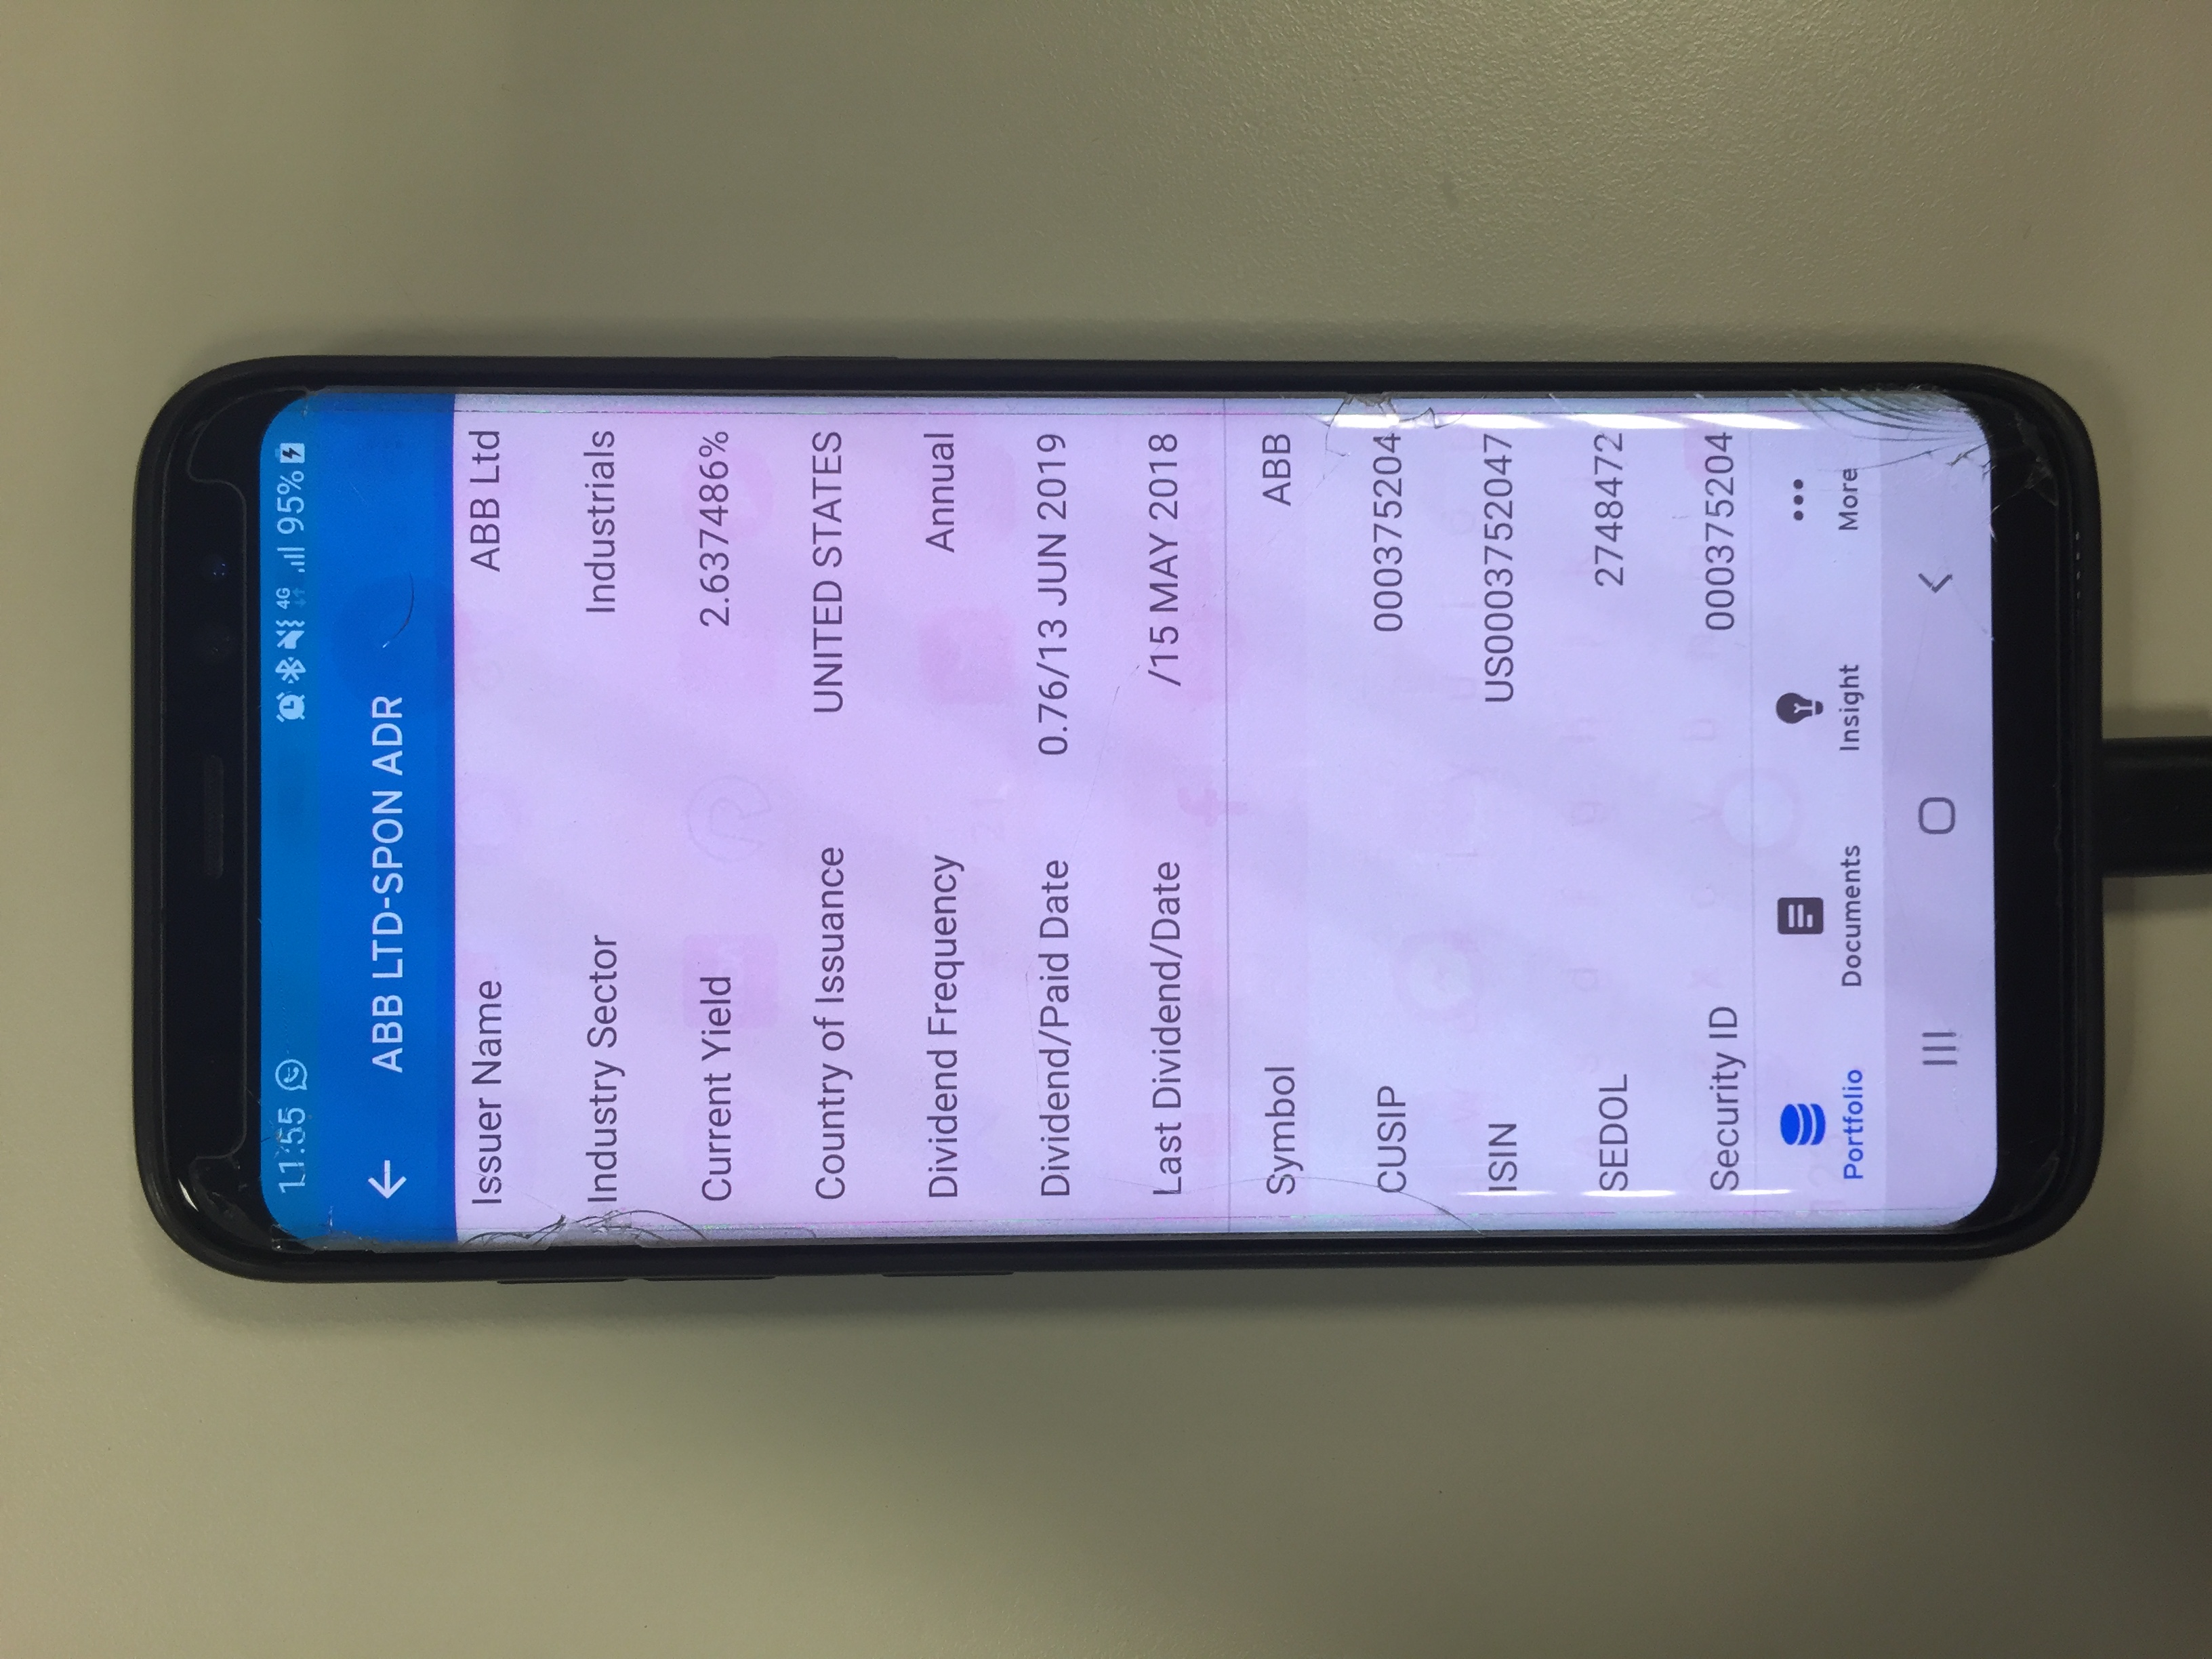 11:55 4G 95%
ABB LTD-SPON ADR
Issuer Name ABB Ltd
Industry Sector Industrials
Current Yield 2.637486%
Country of Issuance UNITED STATES
Dividend Frequency Annual
Dividend/Paid Date 0.76/13 JUN 2019
Last Dividend/Date /15 MAY 2018
Symbol ABB
CUSIP 000375204
ISIN US0003752047
SEDOL 2748472
Security ID 000375204
Portfolio Documents Insight More